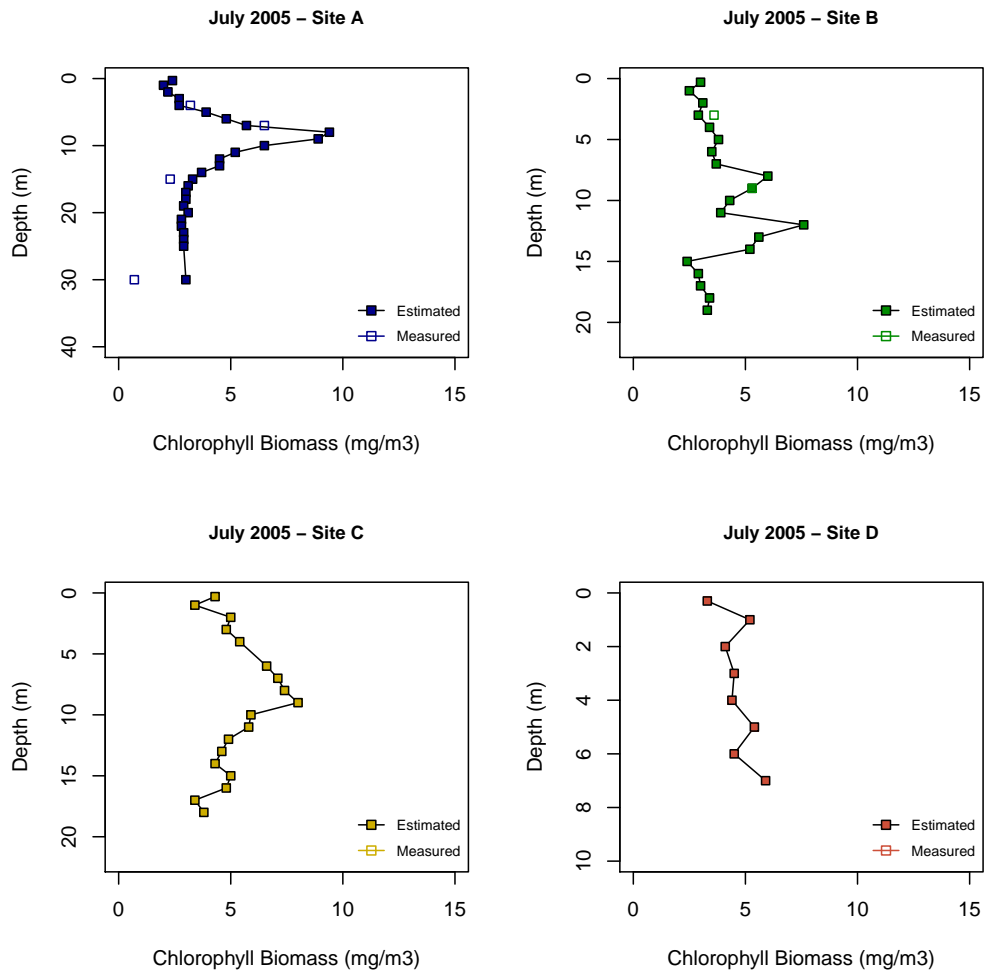 July 2005 – Site A
Depth (m)
0
10
20
30
40
Estimated
Measured
0 5 10 15
Chlorophyll Biomass (mg/m3)
July 2005 – Site B
Depth (m)
0
5
10
15
20
Estimated
Measured
0 5 10 15
Chlorophyll Biomass (mg/m3)
July 2005 – Site C
Depth (m)
0
5
10
15
20
Estimated
Measured
0 5 10 15
Chlorophyll Biomass (mg/m3)
July 2005 – Site D
Depth (m)
0
2
4
6
8
10
Estimated
Measured
0 5 10 15
Chlorophyll Biomass (mg/m3)